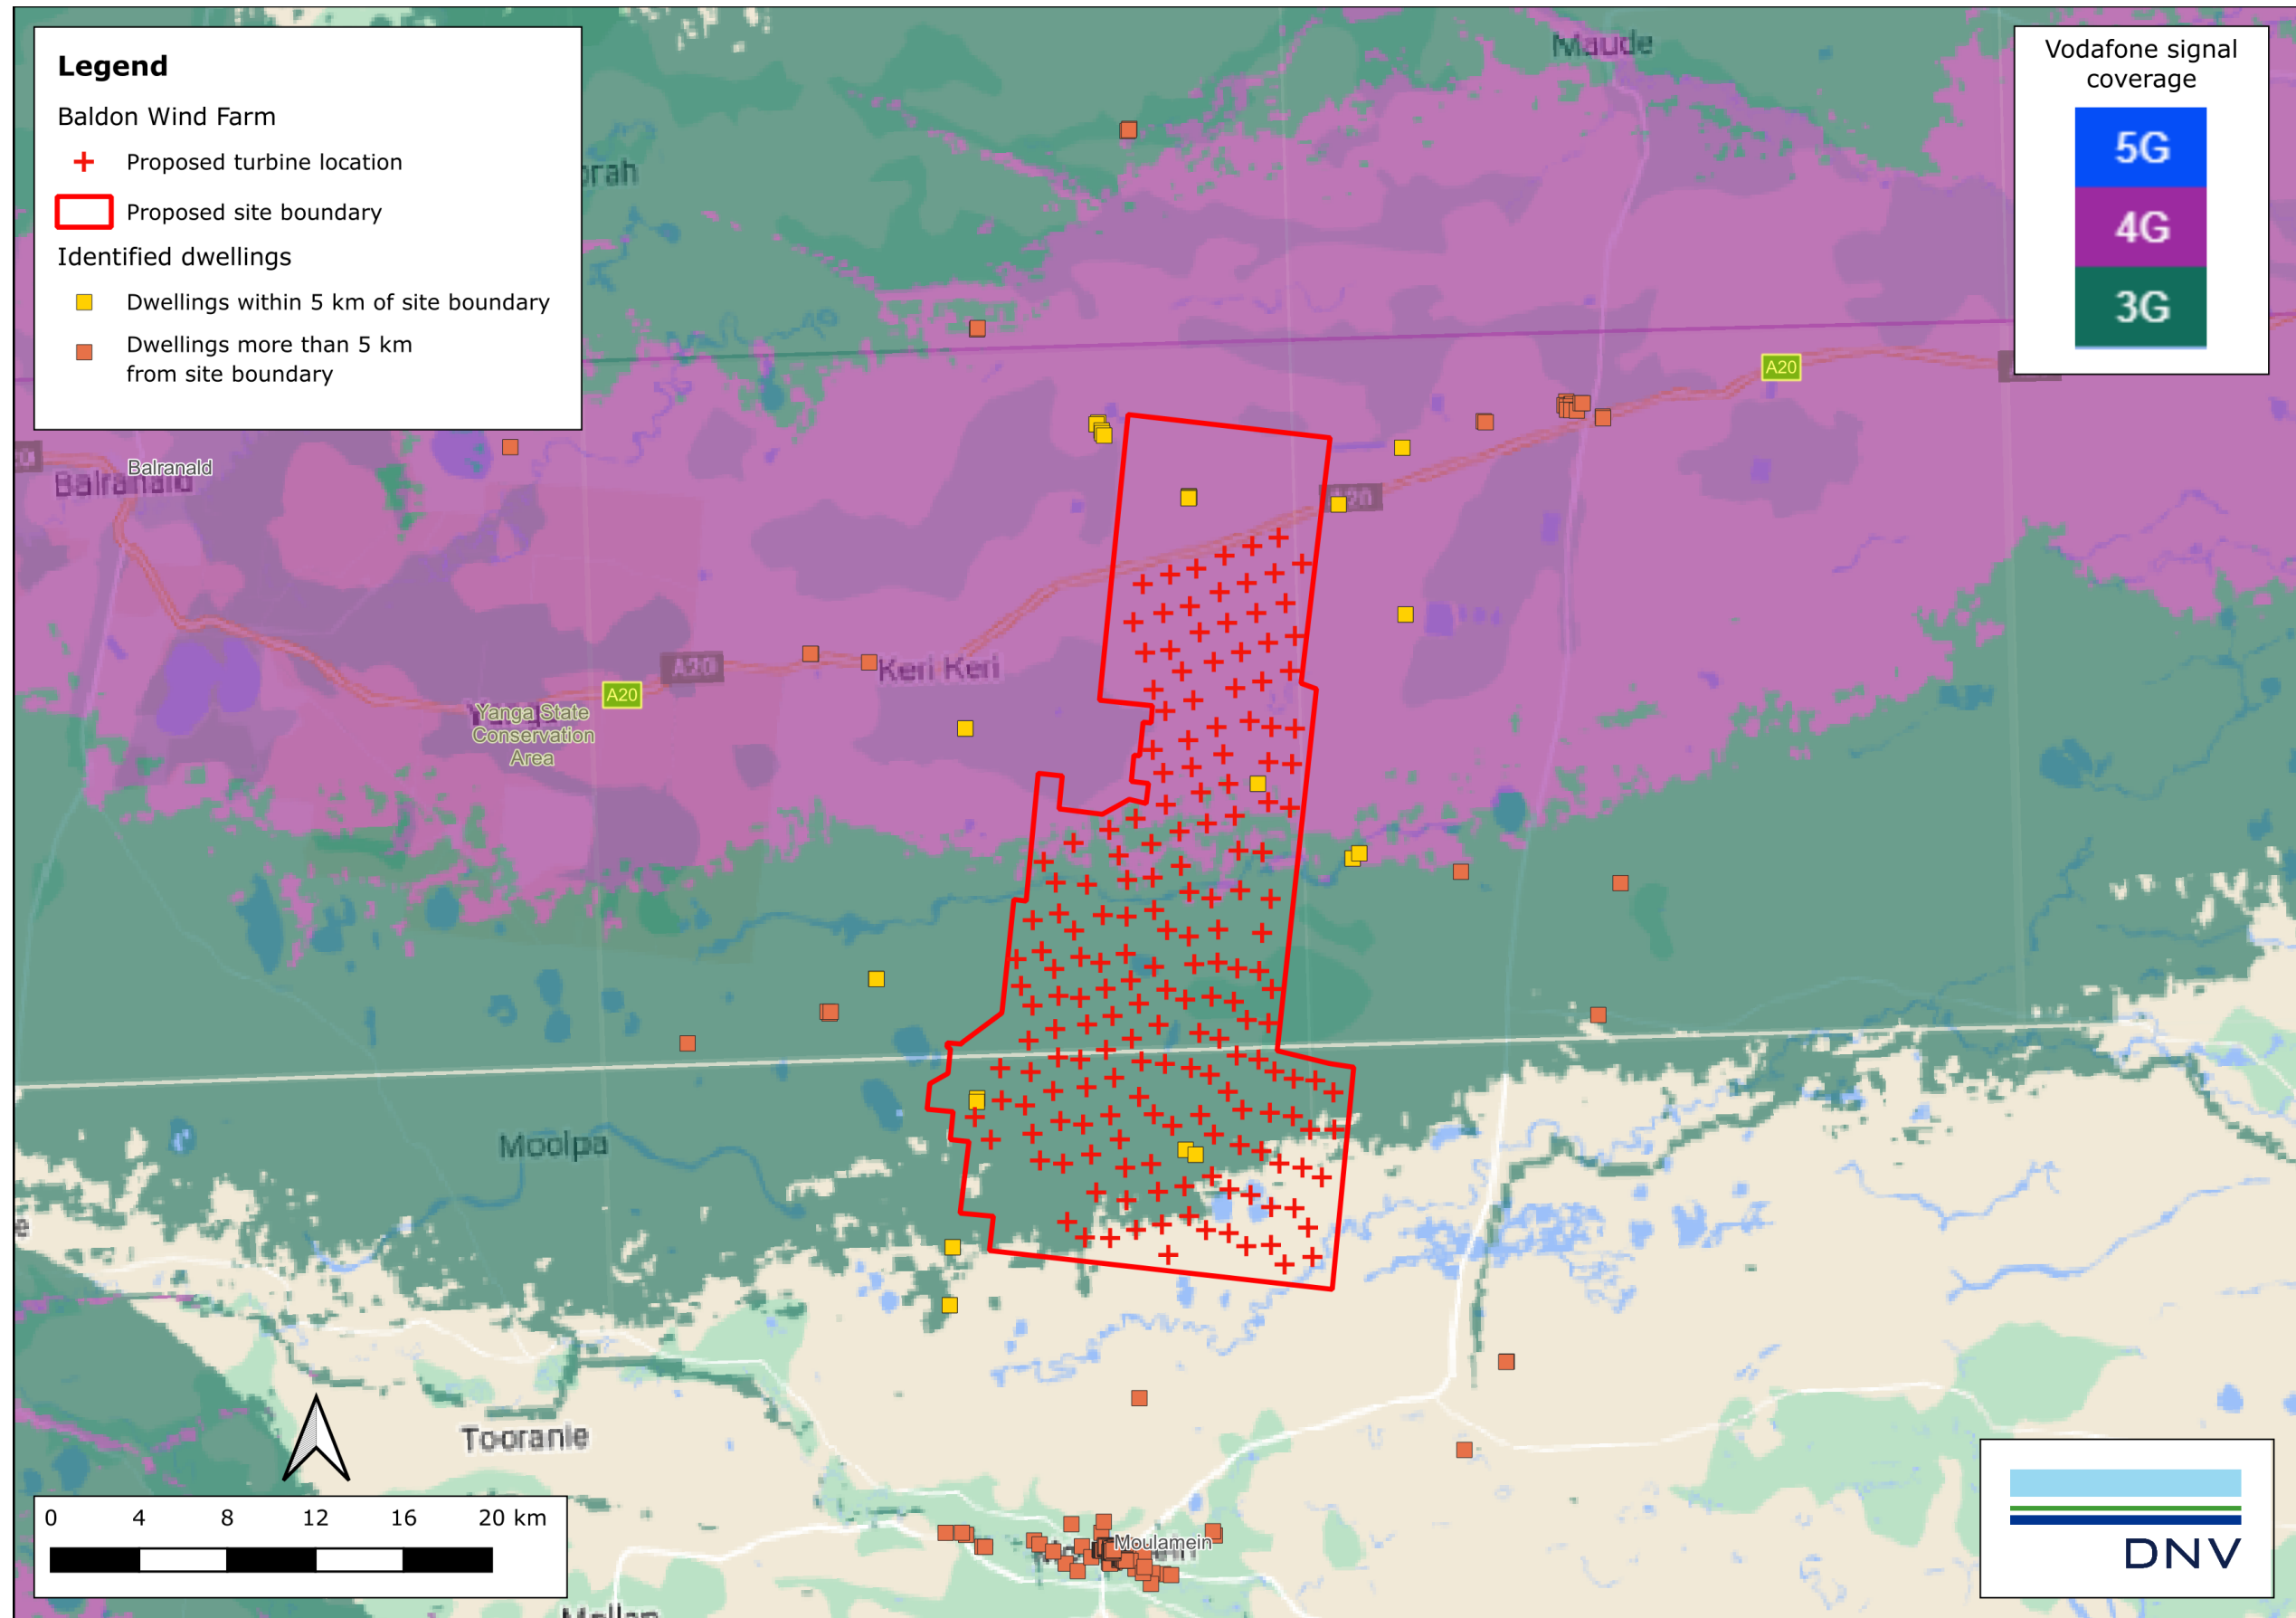 Legend
Baldon Wind Farm
Proposed turbine location
Proposed site boundary
Identified dwellings
Dwellings within 5 km of site boundary
Dwellings more than 5 km
from site boundary
Vodafone signal
coverage
5G
4G
3G
Maude
A20
A20
Balranald
Balranald
Keri Keri
A20
A20
Yanga State
Conservation
Area
Moolpa
Tooranie
Moulamein
0 4 8 12 16 20 km
DNV